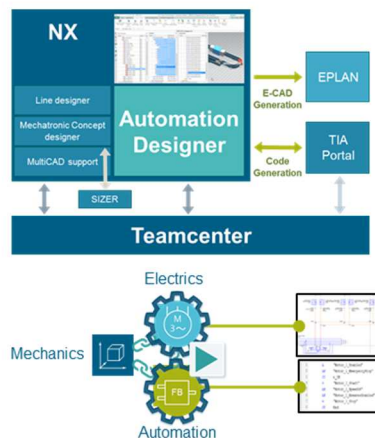 NX
Line designer
Mechatronic Concept
designer
MultiCAD support
Automation
Designer
E-CAD
Generation
EPLAN
Code
Generation
TIA
Portal
SIZER
Teamcenter
Electrics
M
3~
Mechanics
FB
Automation